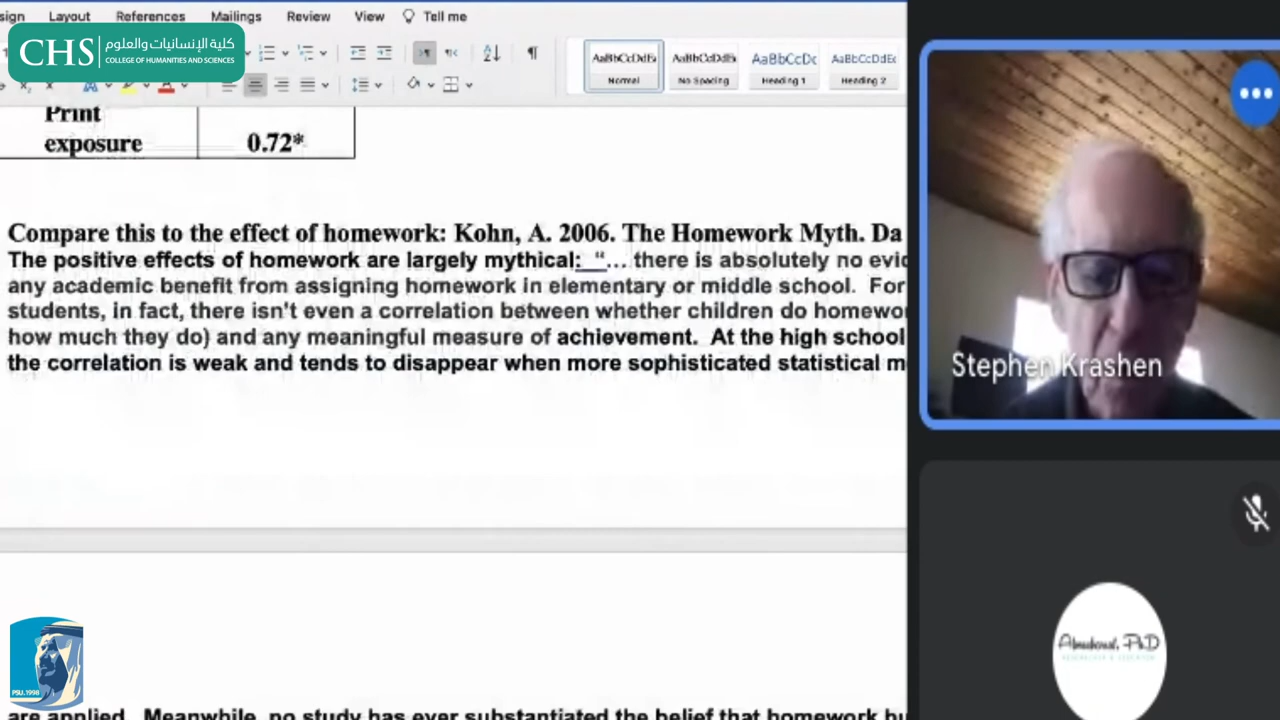 sign Layout References Mailings Review View Tell me
CHS
كلية الإنسانيات والعلوم
COLLEGE OF HUMANITIES AND SCIENCES
AaBbCcDdEe AaBbCcDdEe AaBbCcDc AaBbCcDdEe
Normal No Spacing Heading 1 Heading 2
Print
exposure 0.72*
Compare this to the effect of homework: Kohn, A. 2006. The Homework Myth. Da
The positive effects of homework are largely mythical: “… there is absolutely no evid
any academic benefit from assigning homework in elementary or middle school. For
students, in fact, there isn’t even a correlation between whether children do homewo
how much they do) and any meaningful measure of achievement. At the high school
the correlation is weak and tends to disappear when more sophisticated statistical m
are applied. Meanwhile, no study has ever substantiated the belief that homework bu
Stephen Krashen
PSU.1998